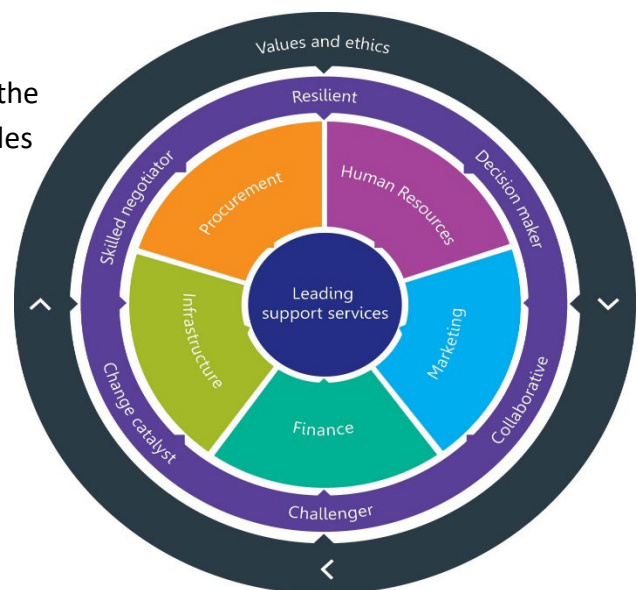 the
les
Values and ethics
Resilient
Skilled negotiator
Decision maker
Procurement
Human Resources
Leading
support services
Infrastructure
Marketing
Finance
Change catalyst
Collaborative
Challenger